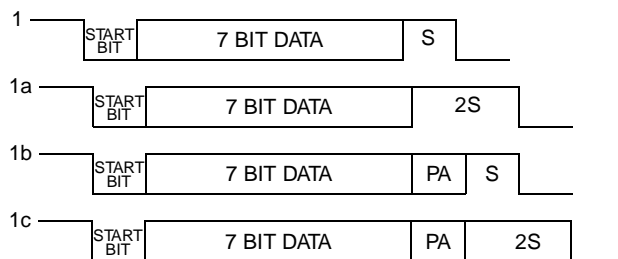 1 START BIT 7 BIT DATA S
1a START BIT 7 BIT DATA 2S
1b START BIT 7 BIT DATA PA S
1c START BIT 7 BIT DATA PA 2S